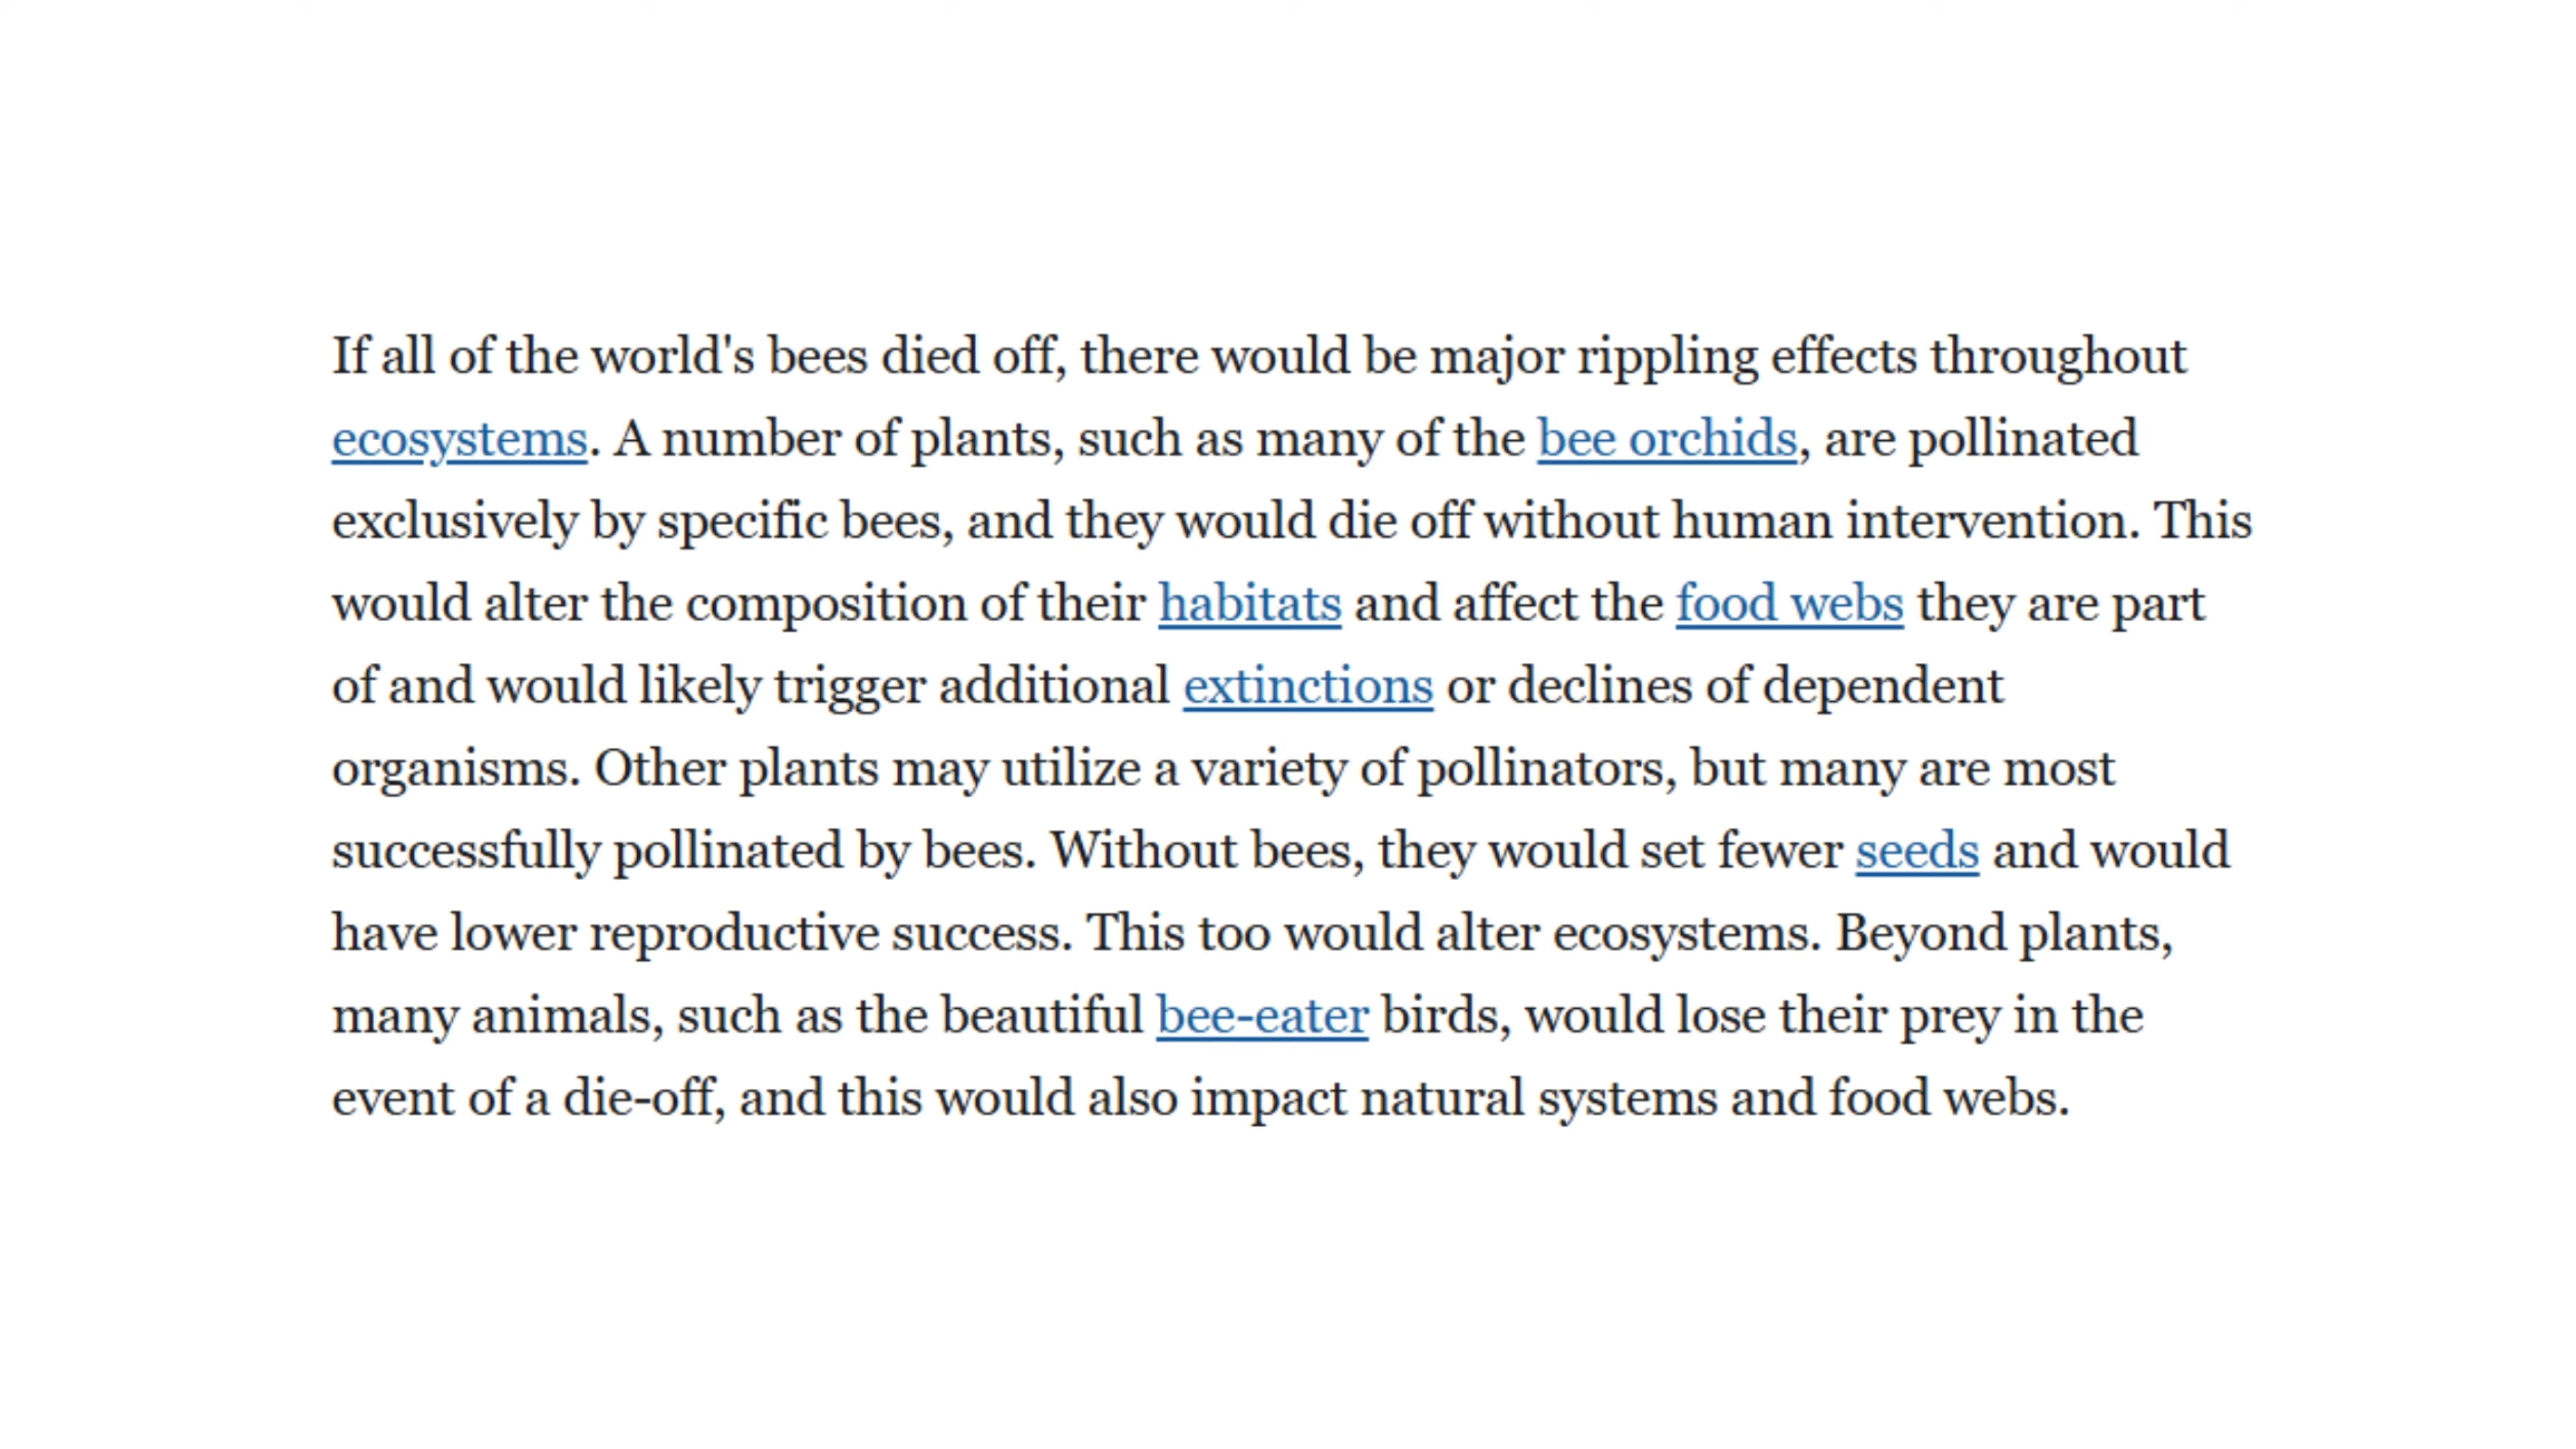 If all of the world's bees died off, there would be major rippling effects throughout
ecosystems. A number of plants, such as many of the bee orchids, are pollinated
exclusively by specific bees, and they would die off without human intervention. This
would alter the composition of their habitats and affect the food webs they are part
of and would likely trigger additional extinctions or declines of dependent
organisms. Other plants may utilize a variety of pollinators, but many are most
successfully pollinated by bees. Without bees, they would set fewer seeds and would
have lower reproductive success. This too would alter ecosystems. Beyond plants,
many animals, such as the beautiful bee-eater birds, would lose their prey in the
event of a die-off, and this would also impact natural systems and food webs.